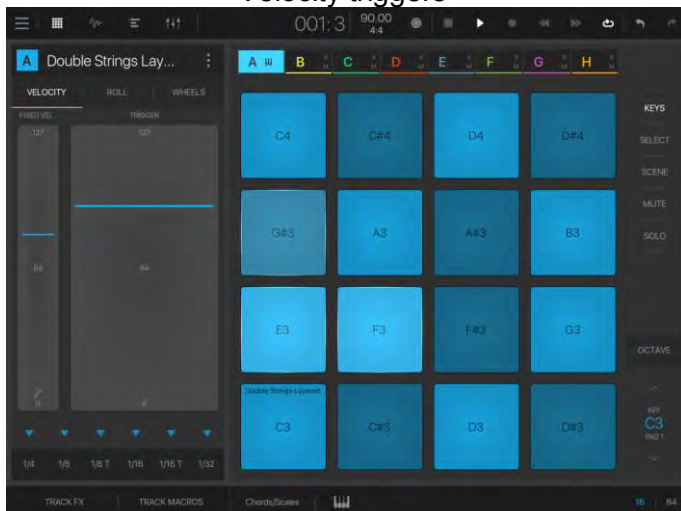 Velocity triggers
001:3 90.00
4:4
A Double Strings Lay...
A B C D E F G H
VELOCITY ROLL WHEELS
FIXED VEL. TRIGGER
127 127
64 64
0
1/4 1/8 1/8 T 1/16 1/16 T 1/32
C4 C#4 D4 D#4
G#3 A3 A#3 B3
E3 F3 F#3 G3
Double Strings Layered
C3 C#3 D3 D#3
KEYS
SELECT
SCENE
MUTE
SOLO
OCTAVE
KEY
C3
PAD 1
TRACK FX TRACK MACROS Chords/Scales 16 64